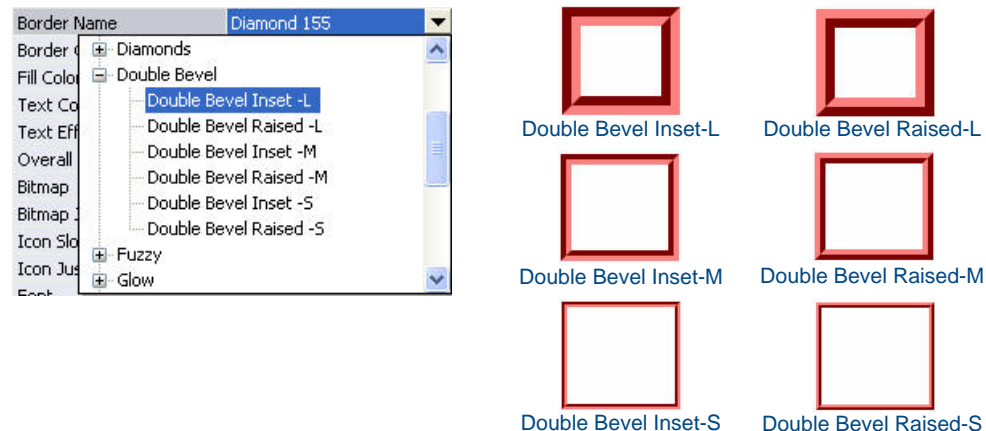 Border Name Diamond 155
Border
Diamonds
Fill Color
Double Bevel
Text Co
Double Bevel Inset -L
Text Eff
Double Bevel Raised -L
Overall
Double Bevel Inset -M
Bitmap
Double Bevel Raised -M
Bitmap J
Double Bevel Inset -S
Icon Slo
Double Bevel Raised -S
Icon Jus
Fuzzy
Font
Glow
Double Bevel Inset-L
Double Bevel Raised-L
Double Bevel Inset-M
Double Bevel Raised-M
Double Bevel Inset-S
Double Bevel Raised-S